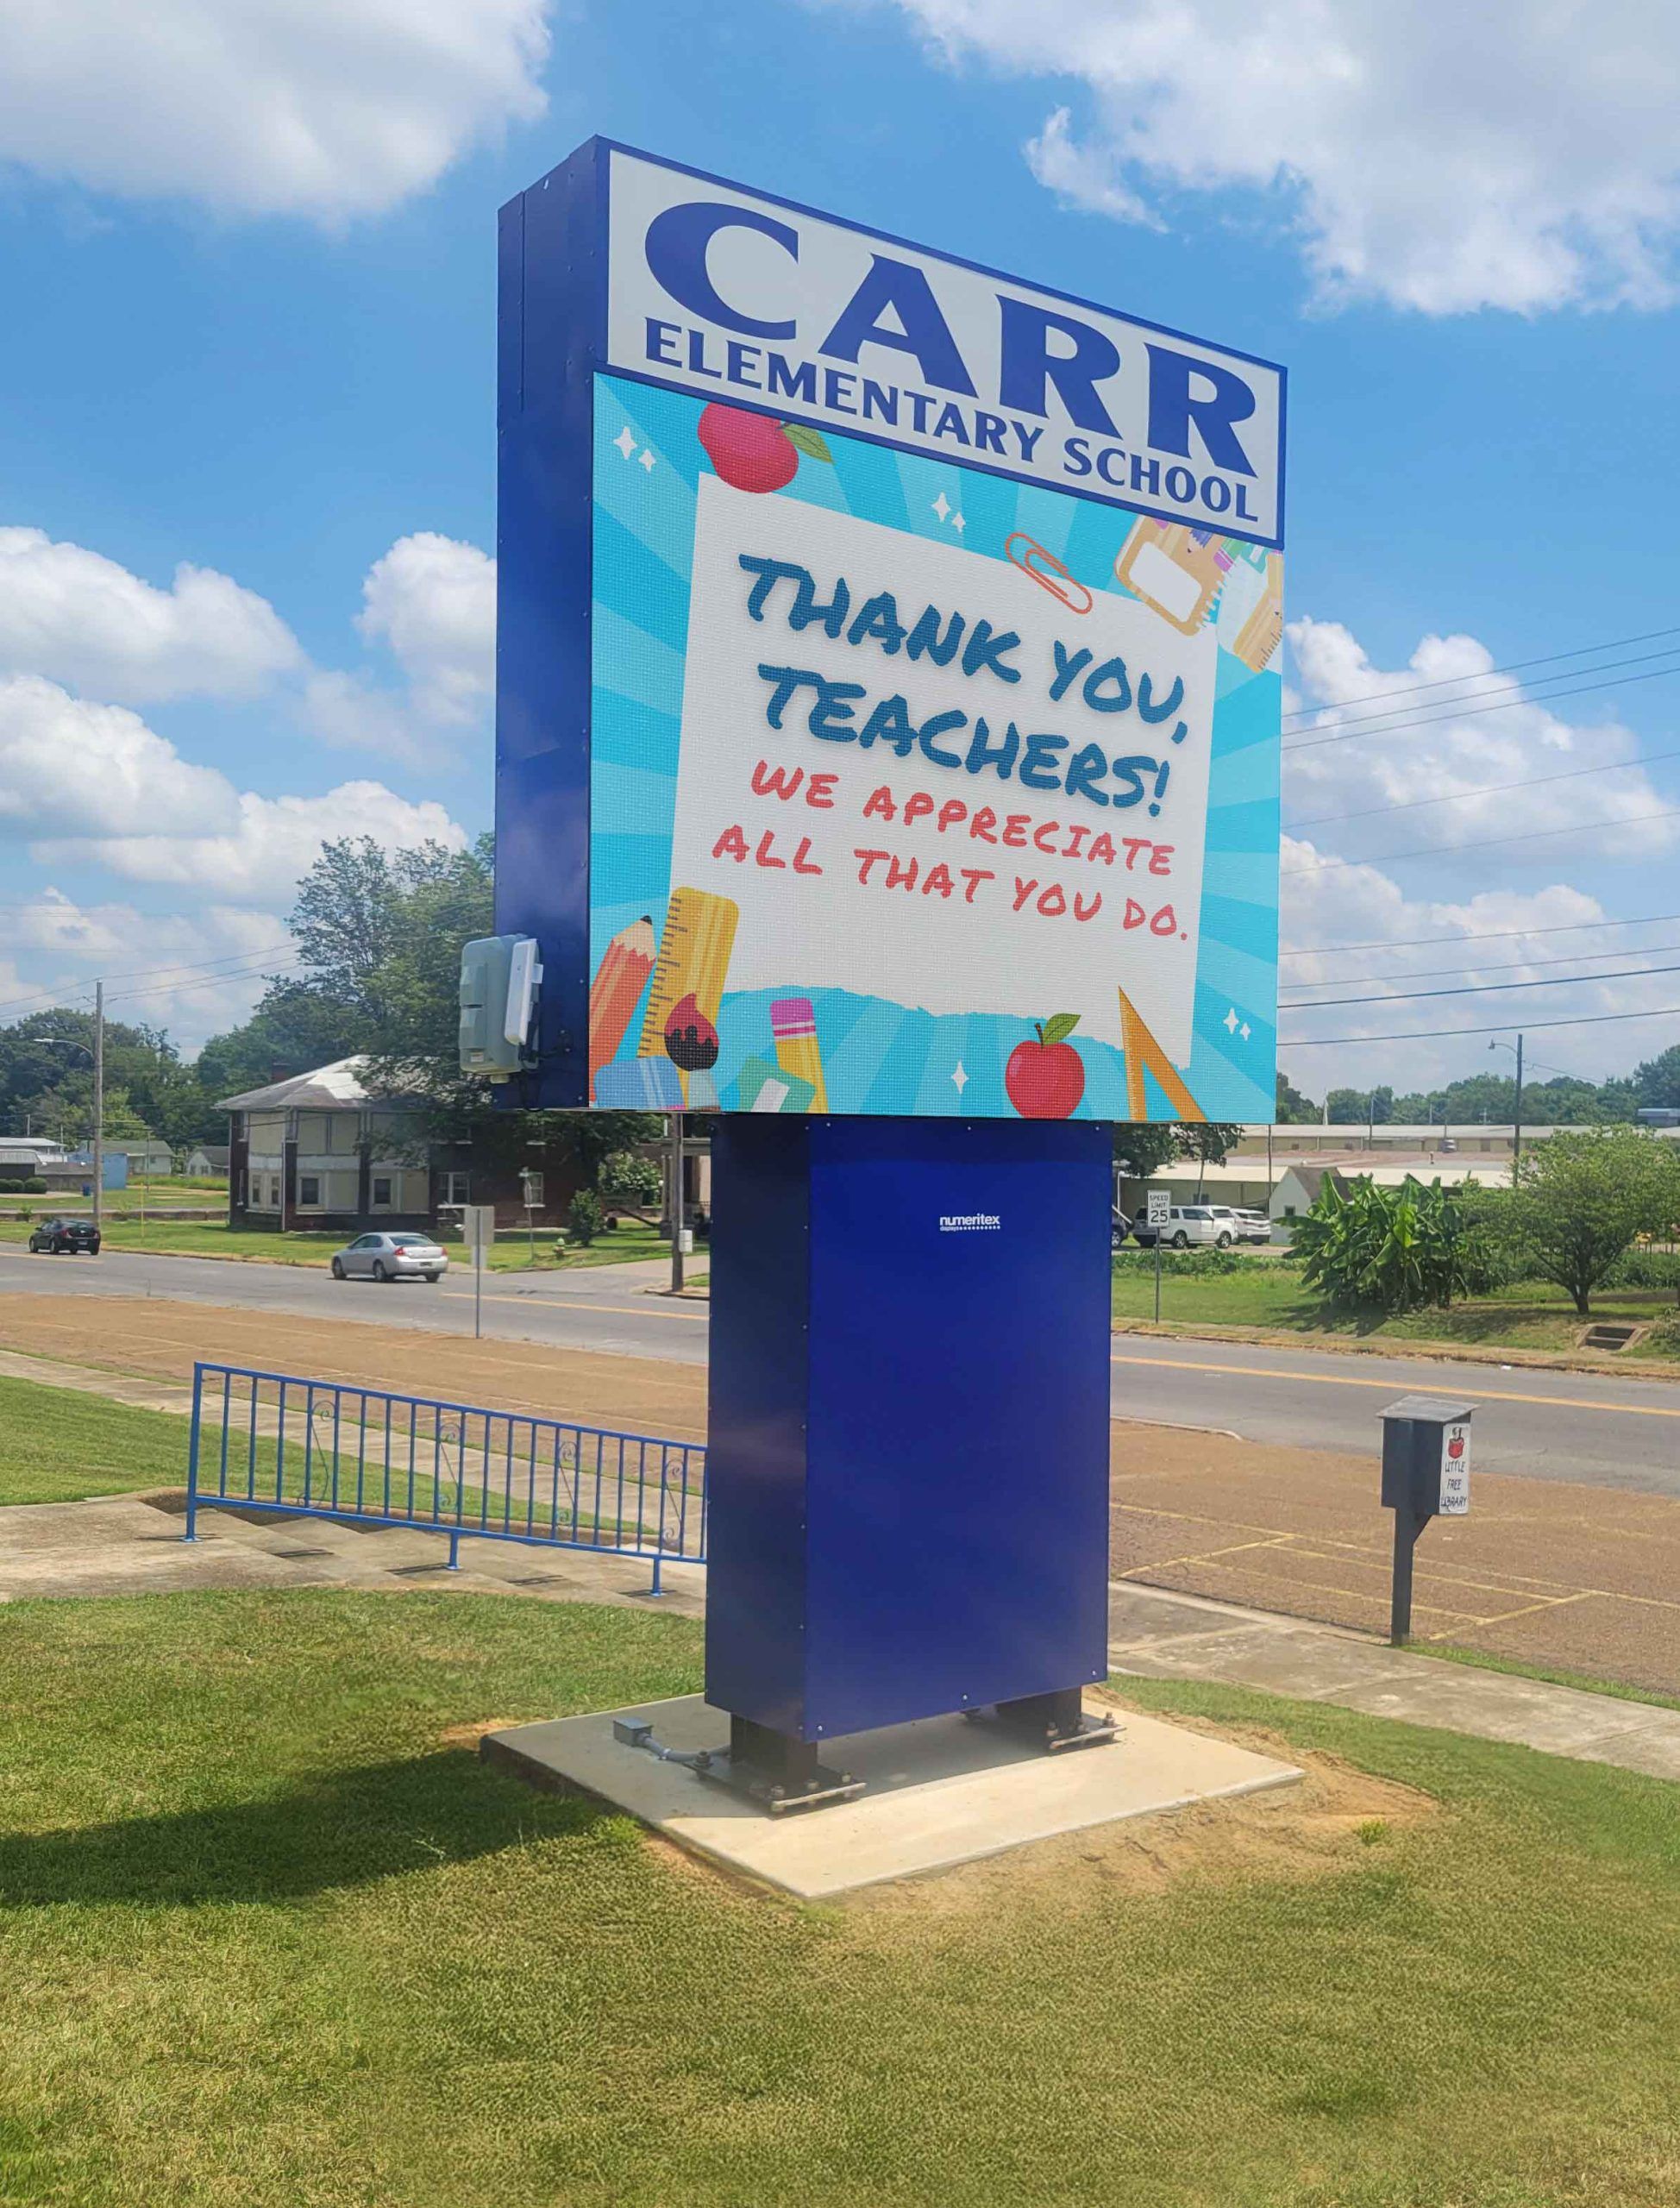 CARR
ELEMENTARY SCHOOL
THANK YOU,
TEACHERS!
WE APPRECIATE
ALL THAT YOU DO.
numeritex
displays
SPEED
LIMIT
25
LITTLE
FREE
LIBRARY